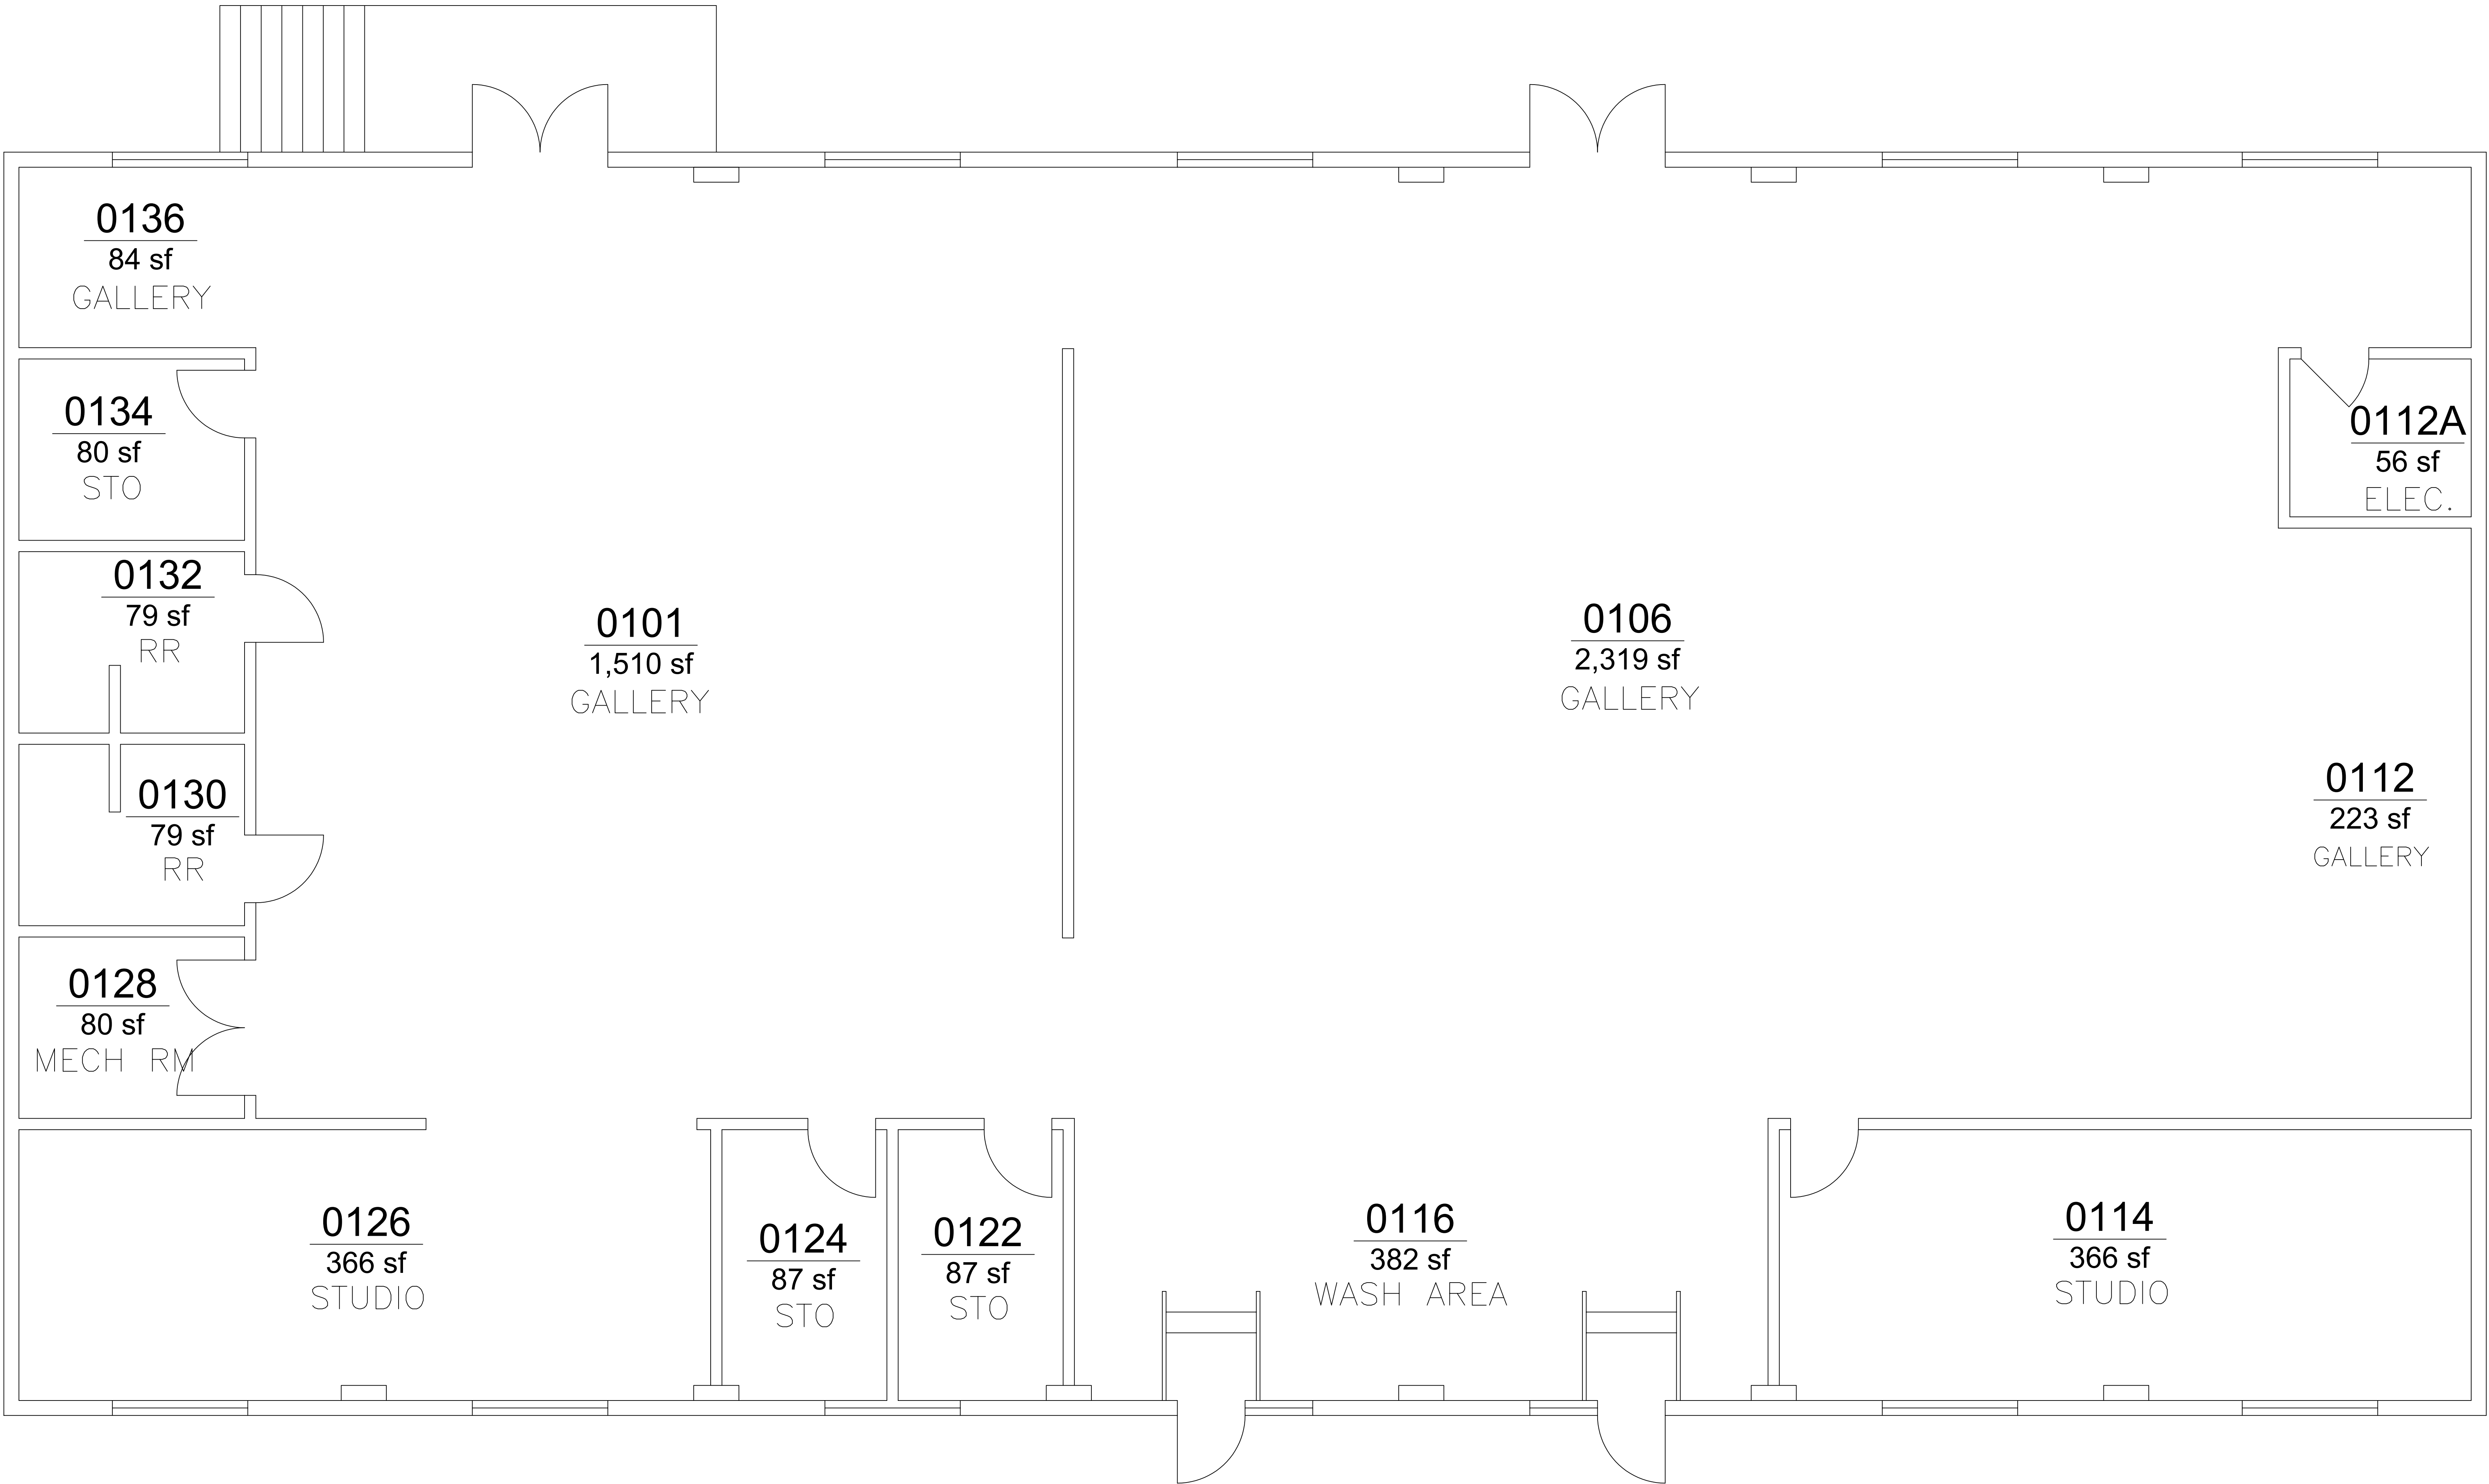 0136
84 sf
GALLERY
0134
80 sf
STO
0112A
56 sf
ELEC.
0132
79 sf
RR
0101
1,510 sf
GALLERY
0106
2,319 sf
GALLERY
0130
79 sf
RR
0112
223 sf
GALLERY
0128
80 sf
MECH RM
0126
366 sf
STUDIO
0124
87 sf
STO
0122
87 sf
STO
0116
382 sf
WASH AREA
0114
366 sf
STUDIO